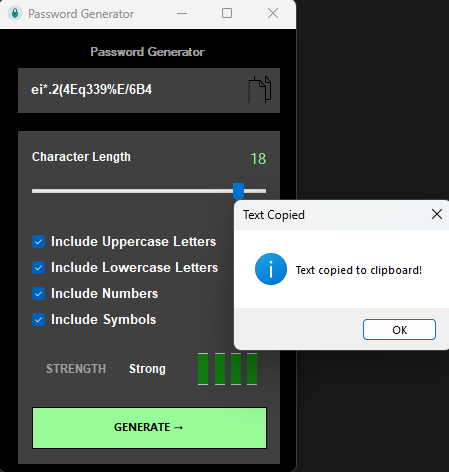 Password Generator
Password Generator
ei*.2(4Eq339%E/6B4
Character Length 18
Text Copied
Text copied to clipboard!
OK
Include Uppercase Letters
Include Lowercase Letters
Include Numbers
Include Symbols
STRENGTH Strong
GENERATE →